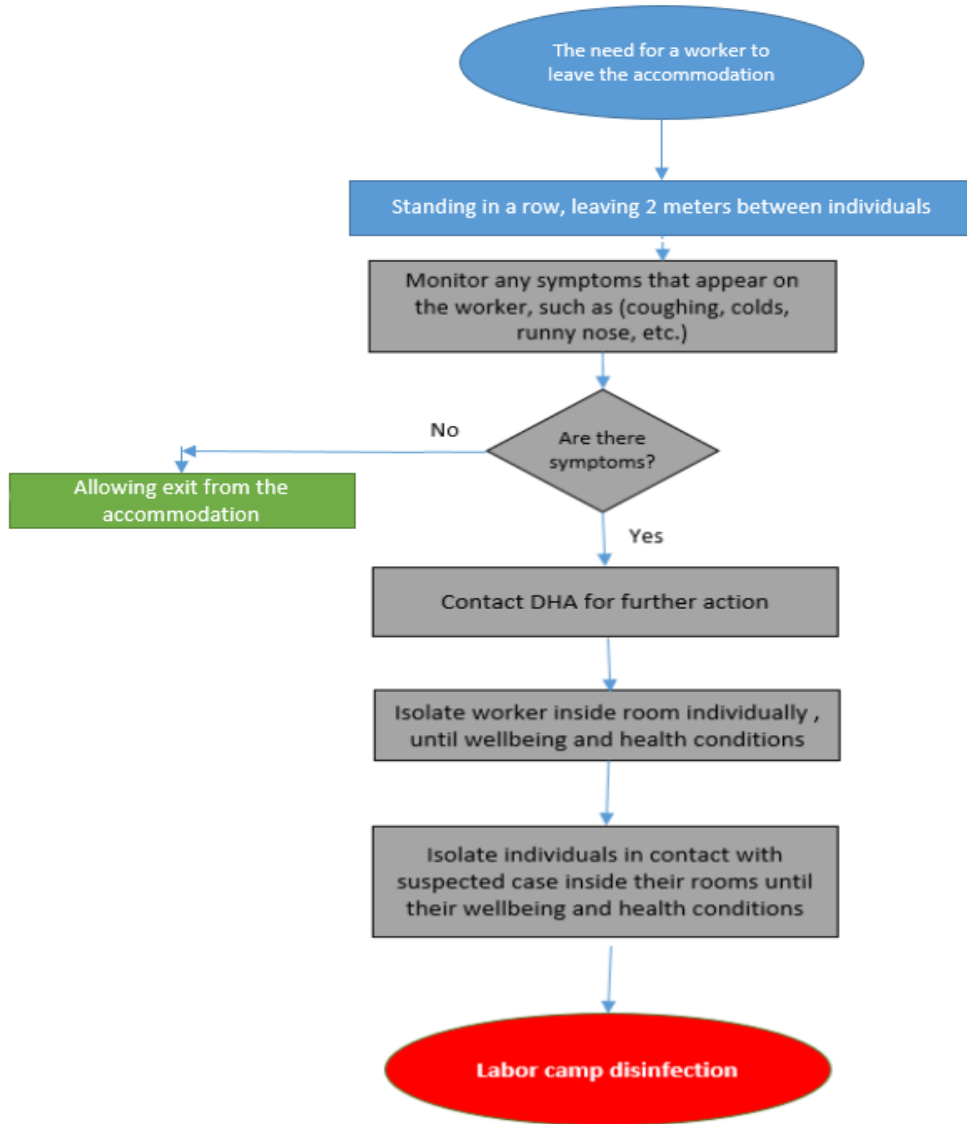 The need for a worker to
leave the accommodation
Standing in a row, leaving 2 meters between individuals
Monitor any symptoms that appear on
the worker, such as (coughing, colds,
runny nose, etc.)
Are there
symptoms?
No
Allowing exit from the
accommodation
Yes
Contact DHA for further action
Isolate worker inside room individually ,
until wellbeing and health conditions
Isolate individuals in contact with
suspected case inside their rooms until
their wellbeing and health conditions
Labor camp disinfection